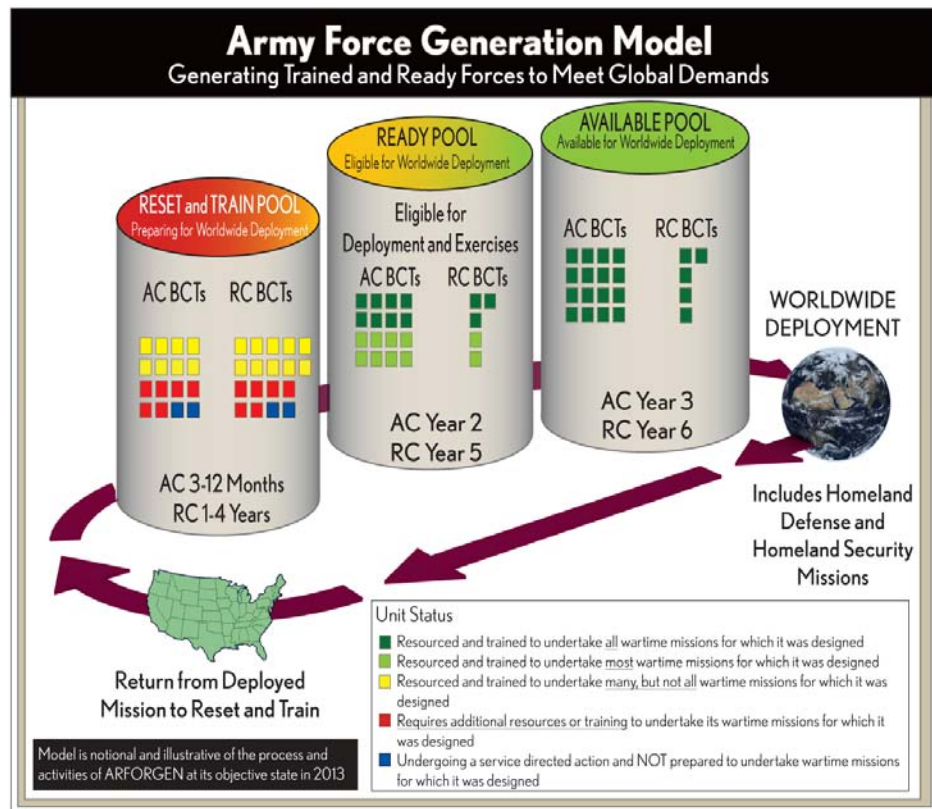 Army Force Generation Model
Generating Trained and Ready Forces to Meet Global Demands
RESET and TRAIN POOL
Preparing for Worldwide Deployment
AC BCTs RC BCTs
AC 3-12 Months
RC 1-4 Years
READY POOL
Eligible for Worldwide Deployment
Eligible for
Deployment and Exercises
AC BCTs RC BCTs
AC Year 2
RC Year 5
AVAILABLE POOL
Available for Worldwide Deployment
AC BCTs RC BCTs
AC Year 3
RC Year 6
WORLDWIDE
DEPLOYMENT
Includes Homeland
Defense and
Homeland Security
Missions
Return from Deployed
Mission to Reset and Train
Unit Status
Resourced and trained to undertake all wartime missions for which it was designed
Resourced and trained to undertake most wartime missions for which it was designed
Resourced and trained to undertake many, but not all wartime missions for which it was
designed
Requires additional resources or training to undertake its wartime missions for which it
was designed
Undergoing a service directed action and NOT prepared to undertake wartime missions
for which it was designed
Model is notional and illustrative of the process and
activities of ARFORGEN at its objective state in 2013